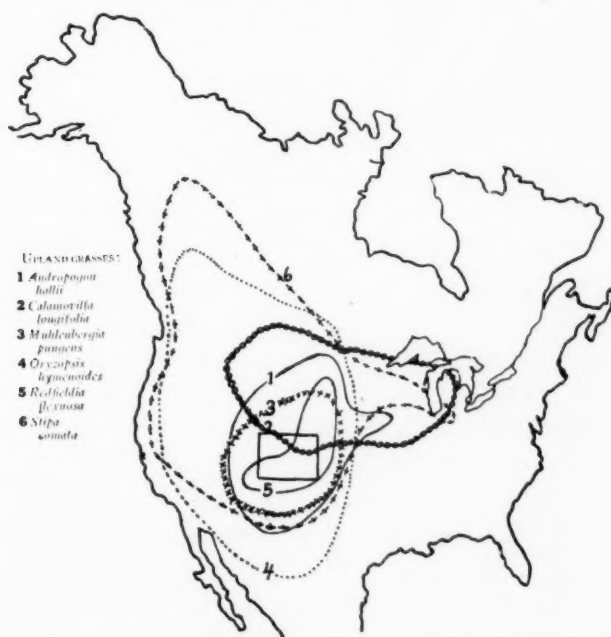 UPLAND GRASSES:
1 Andropogon
hallii
2 Calamovilfa
longifolia
3 Muhlenbergia
pungens
4 Oryzopsis
hymenoides
5 Redfieldia
flexuosa
6 Stipa
comata
6
1
3
2
5
4